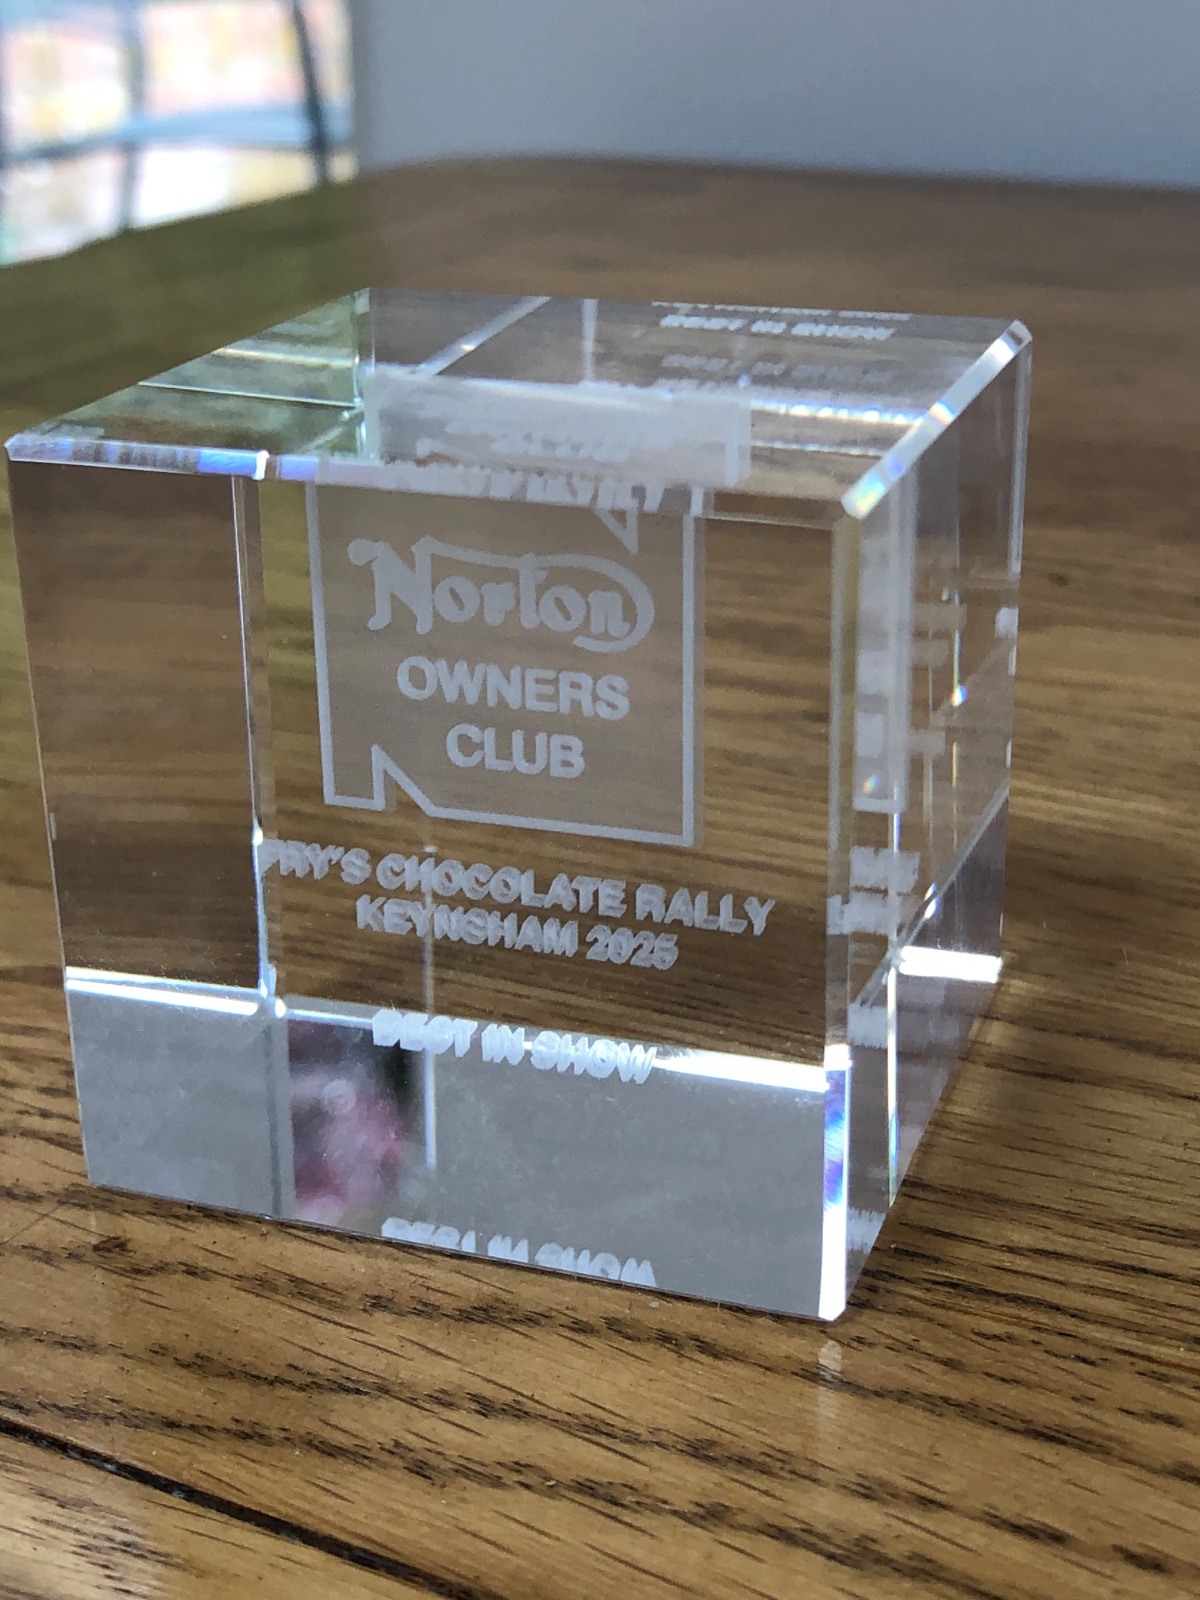 Norton
OWNERS
CLUB
FRY'S CHOCOLATE RALLY
KEYNSHAM 2025
BEST IN SHOW